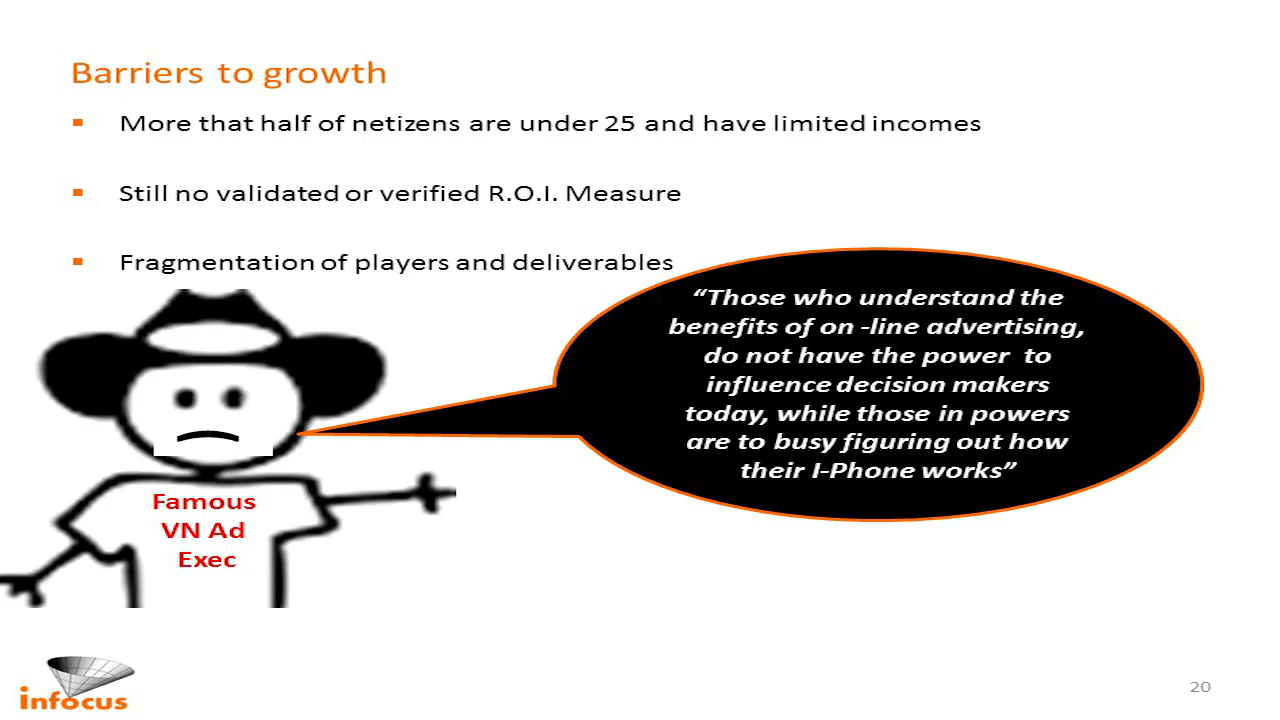 Barriers to growth
More that half of netizens are under 25 and have limited incomes
Still no validated or verified R.O.I. Measure
Fragmentation of players and deliverables
“Those who understand the
benefits of on -line advertising,
do not have the power to
influence decision makers
today, while those in powers
are to busy figuring out how
their I-Phone works”
Famous
VN Ad
Exec
infocus
20